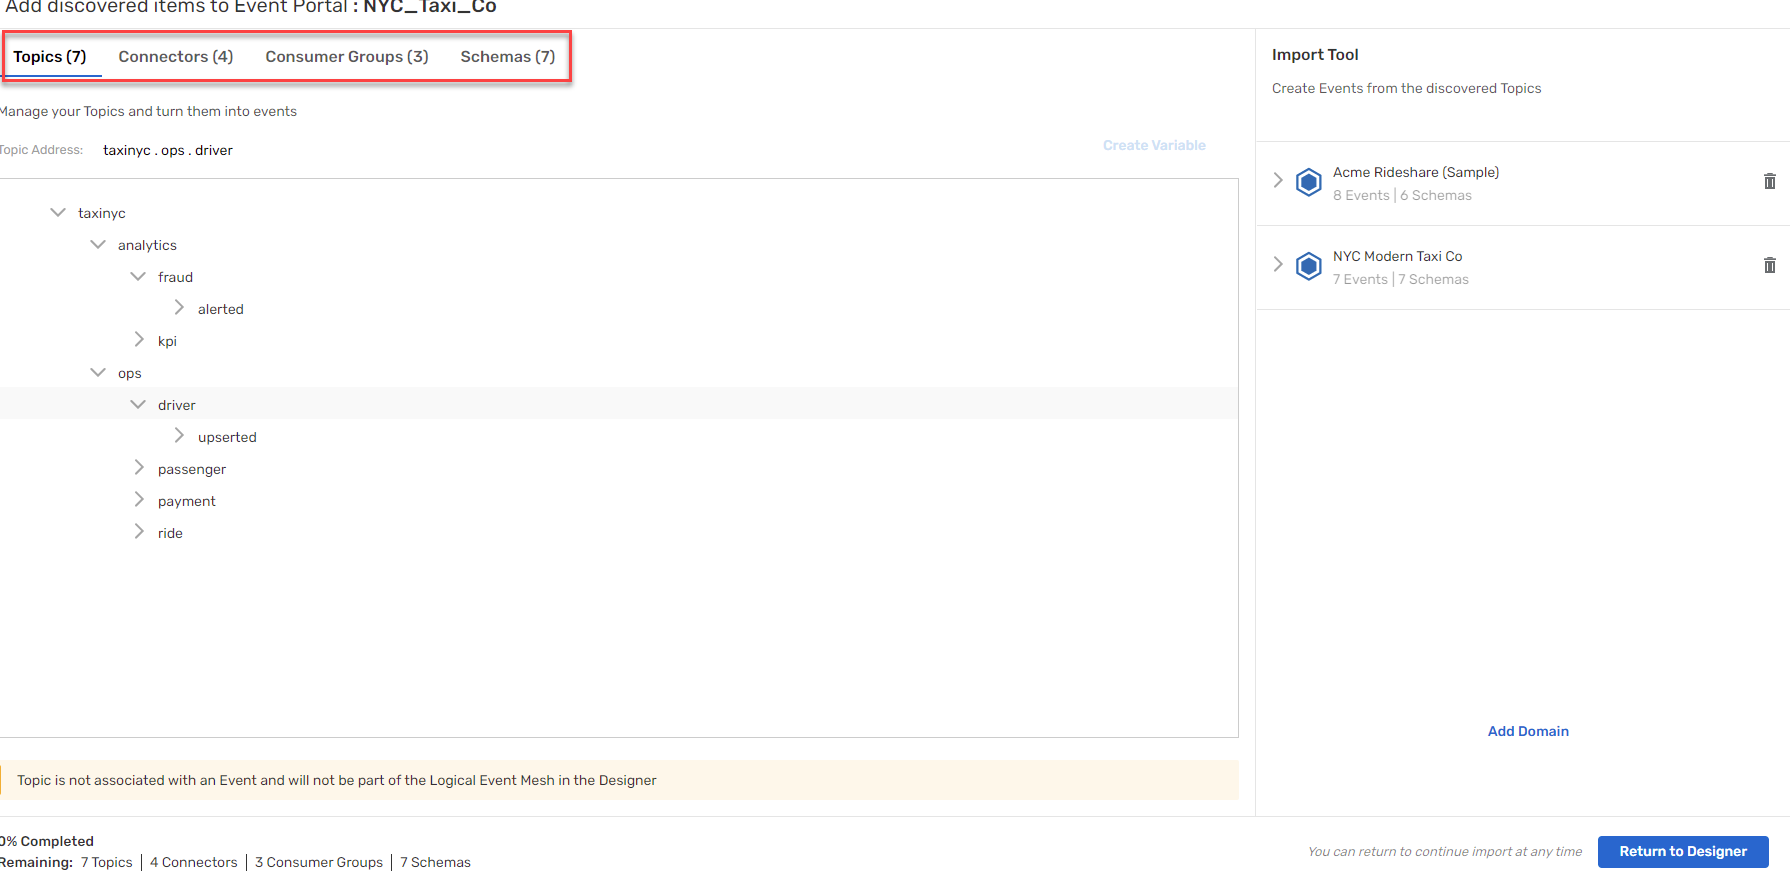 Add discovered items to Event Portal : NYC_Taxi_Co
Topics (7) Connectors (4) Consumer Groups (3) Schemas (7)
Manage your Topics and turn them into events
Topic Address: taxinyc . ops . driver
Create Variable
taxinyc
analytics
fraud
alerted
kpi
ops
driver
upserted
passenger
payment
ride
Topic is not associated with an Event and will not be part of the Logical Event Mesh in the Designer
Import Tool
Create Events from the discovered Topics
Acme Rideshare (Sample)
8 Events | 6 Schemas
NYC Modern Taxi Co
7 Events | 7 Schemas
Add Domain
0% Completed
Remaining: 7 Topics | 4 Connectors | 3 Consumer Groups | 7 Schemas
You can return to continue import at any time
Return to Designer